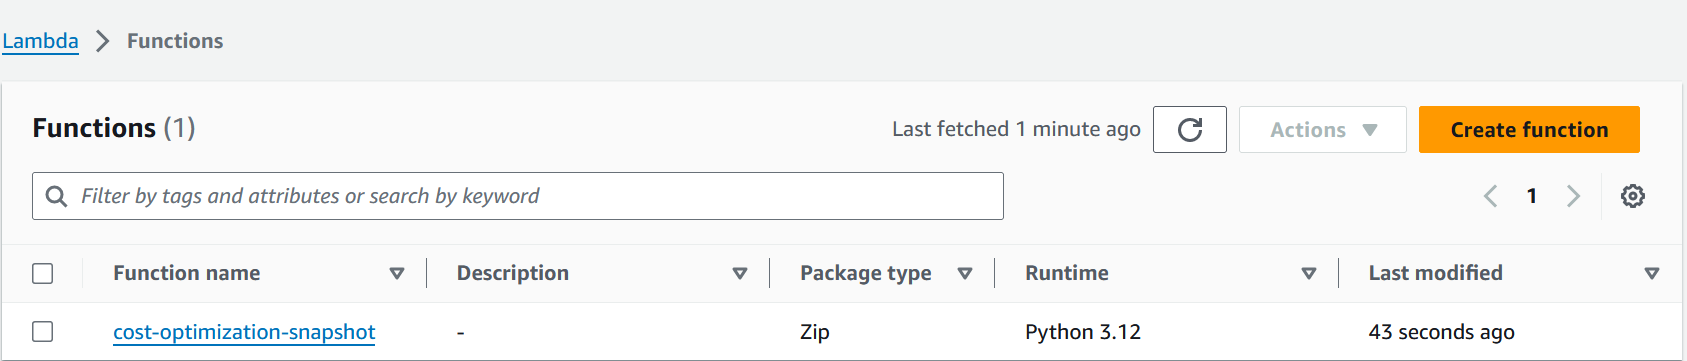 Lambda > Functions
Functions (1) Last fetched 1 minute ago Actions Create function
Filter by tags and attributes or search by keyword 1
Function name Description Package type Runtime Last modified
cost-optimization-snapshot - Zip Python 3.12 43 seconds ago